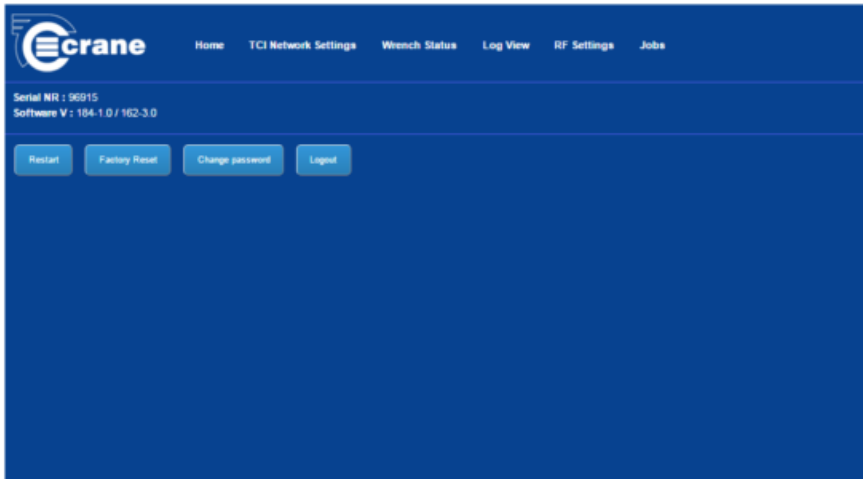 crane
Home TCI Network Settings Wrench Status Log View RF Settings Jobs
Serial NR : 96915
Software V : 184-1.0 / 162-3.0
Restart Factory Reset Change password Logout